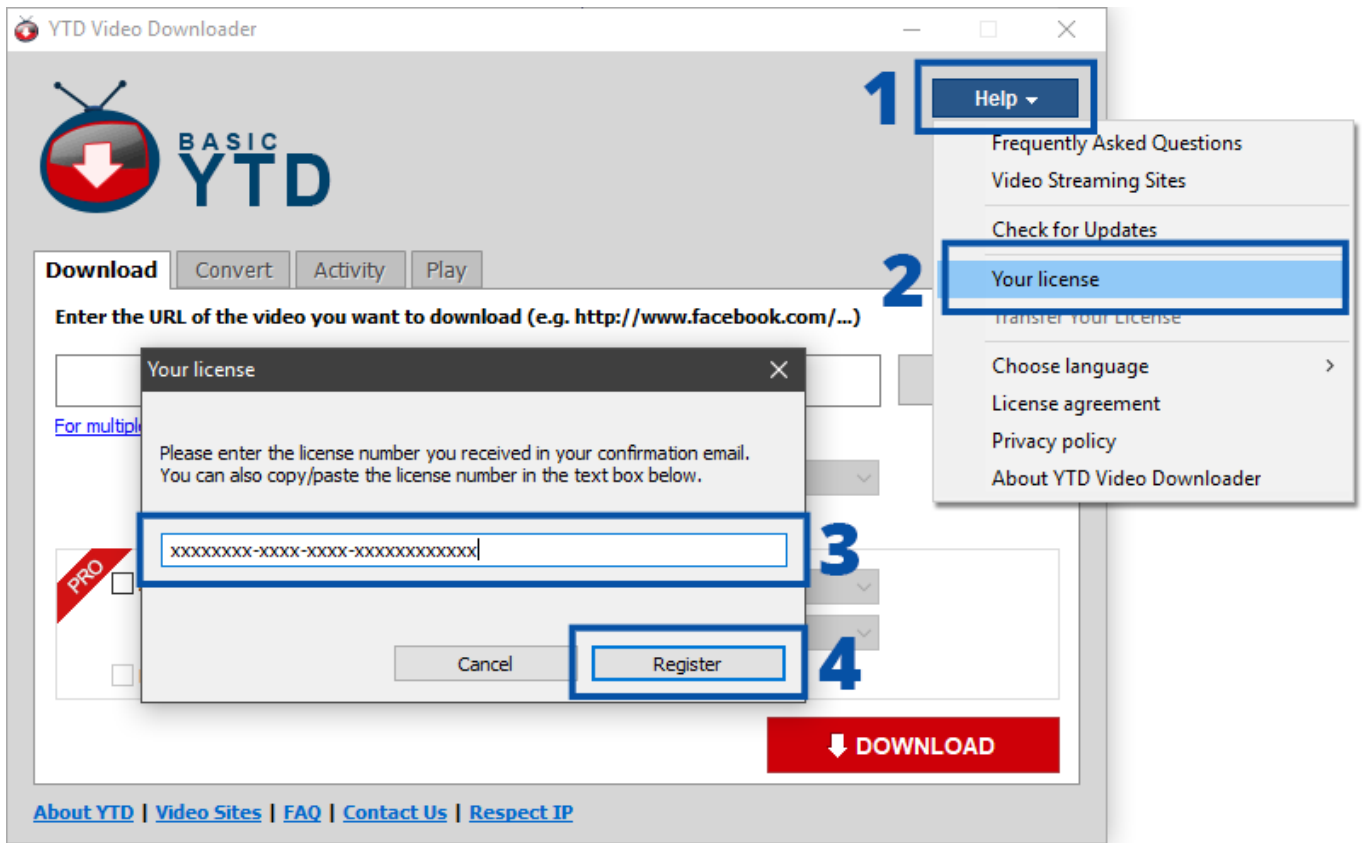 YTD Video Downloader
1
Help
BASIC
YTD
Frequently Asked Questions
Video Streaming Sites
Check for Updates
2
Your license
Transfer Your License
Choose language
License agreement
Privacy policy
About YTD Video Downloader
Download Convert Activity Play
Enter the URL of the video you want to download (e.g. http://www.facebook.com/...)
For multiple
Your license
Please enter the license number you received in your confirmation email.
You can also copy/paste the license number in the text box below.
xxxxxxxx-xxxx-xxxx-xxxxxxxxxxxx
3
PRO
Cancel Register
4
DOWNLOAD
About YTD | Video Sites | FAQ | Contact Us | Respect IP